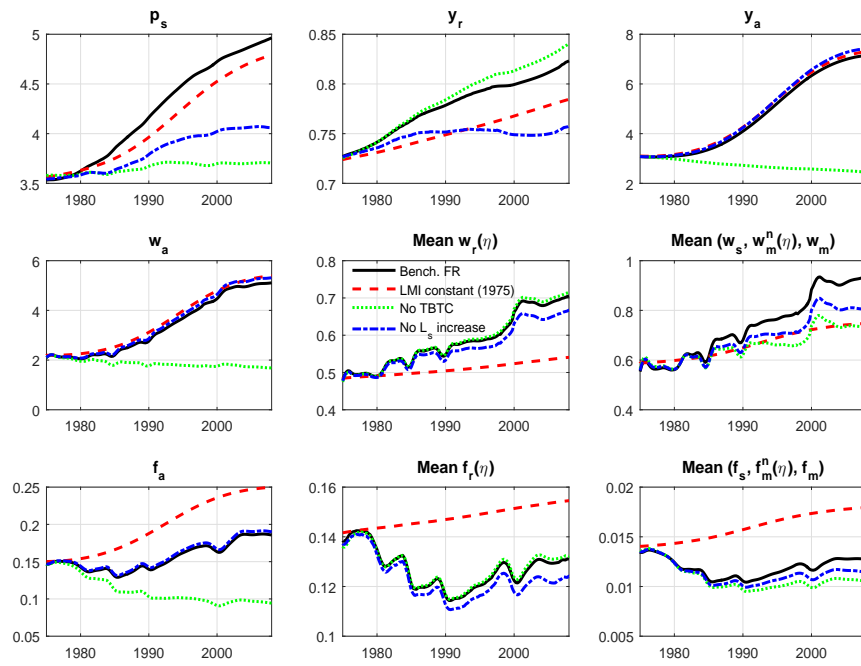 p_s
y_r
y_a
5
4.5
4
3.5
1980 1990 2000
0.85
0.8
0.75
0.7
1980 1990 2000
8
6
4
2
1980 1990 2000
w_a
Mean w_r(η)
Mean (w_s, w_m^n(η), w_m)
6
4
2
0
1980 1990 2000
0.8
0.7
0.6
0.5
0.4
1980 1990 2000
Bench. FR
LMI constant (1975)
No TBTC
No L_s increase
1
0.8
0.6
0.4
1980 1990 2000
f_a
Mean f_r(η)
Mean (f_s, f_m^n(η), f_m)
0.25
0.2
0.15
0.1
0.05
1980 1990 2000
0.16
0.14
0.12
0.1
1980 1990 2000
0.02
0.015
0.01
0.005
1980 1990 2000